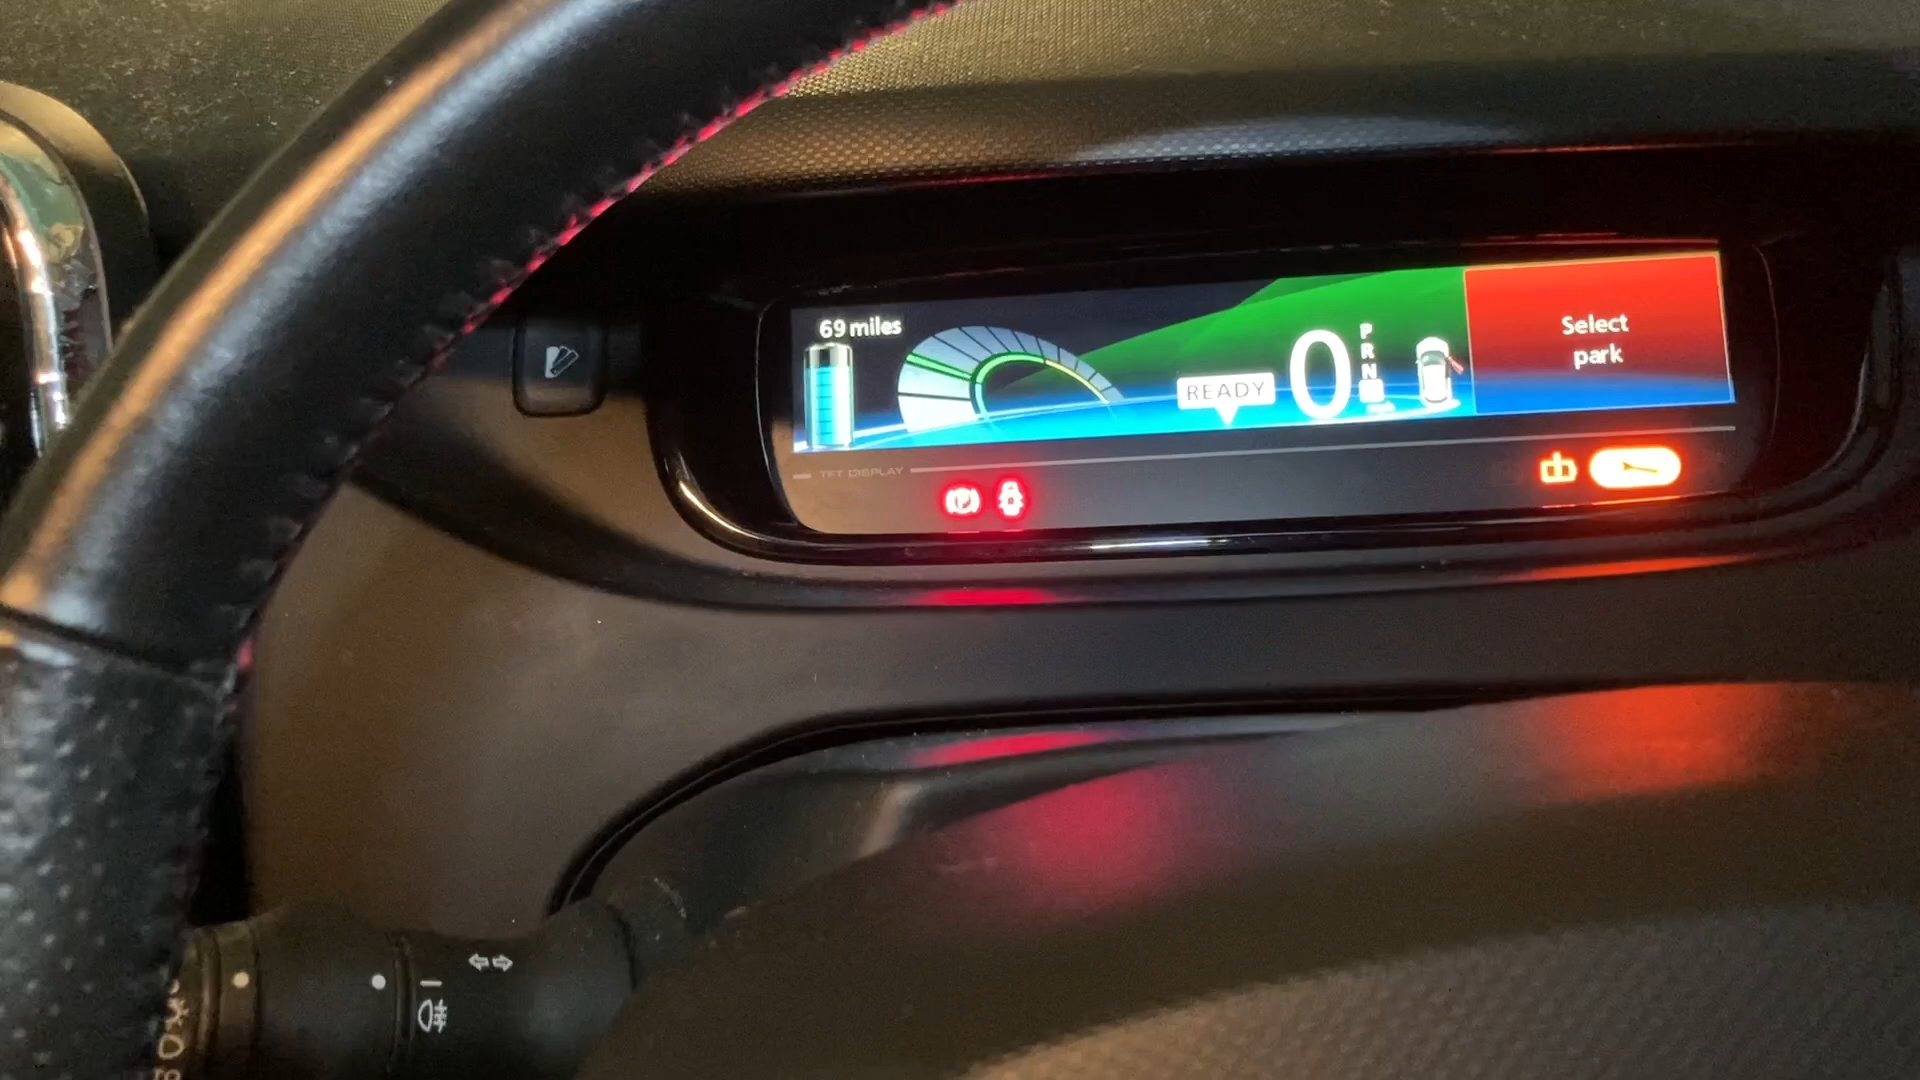 69 miles
READY
0
P
R
N
Select
park
TFT DISPLAY
(P)